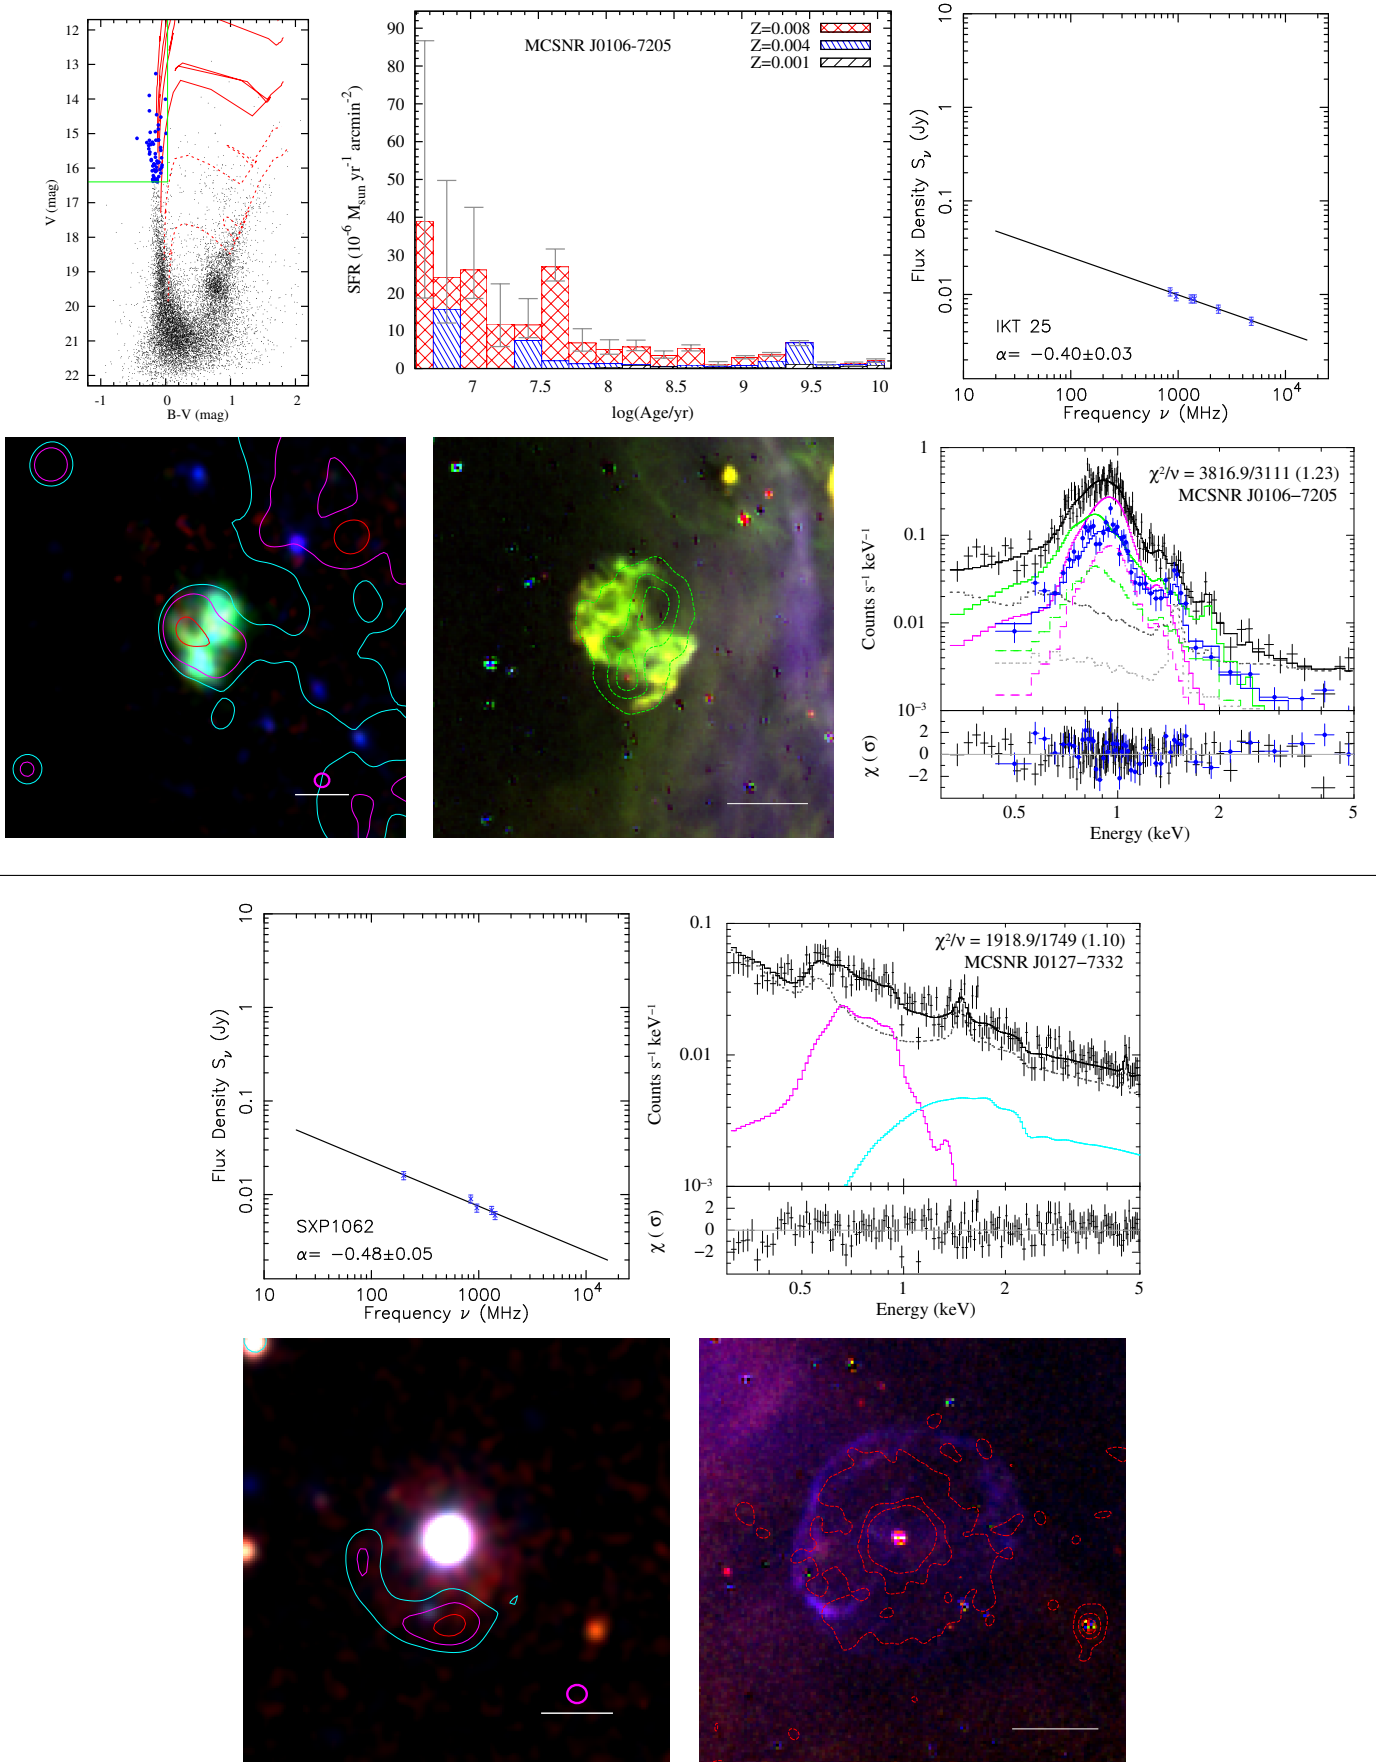 12
13
14
15
16
17
18
19
20
21
22
V (mag)
-1
0
1
2
B-V (mag)
90
80
70
60
50
40
30
20
10
0
SFR (10⁻⁶ M_sun yr⁻¹ arcmin⁻²)
MCSNR J0106-7205
Z=0.008
Z=0.004
Z=0.001
7
7.5
8
8.5
9
9.5
10
log(Age/yr)
10
1
0.1
0.01
Flux Density S_ν (Jy)
IKT 25
α= −0.40±0.03
10
100
1000
10⁴
Frequency ν (MHz)
1
0.1
0.01
10⁻³
Counts s⁻¹ keV⁻¹
χ²/ν = 3816.9/3111 (1.23)
MCSNR J0106−7205
2
0
−2
χ (σ)
0.5
1
2
5
Energy (keV)
10
1
0.1
0.01
Flux Density S_ν (Jy)
SXP1062
α= −0.48±0.05
10
100
1000
10⁴
Frequency ν (MHz)
0.1
0.01
10⁻³
Counts s⁻¹ keV⁻¹
χ²/ν = 1918.9/1749 (1.10)
MCSNR J0127−7332
2
0
−2
χ (σ)
0.5
1
2
5
Energy (keV)